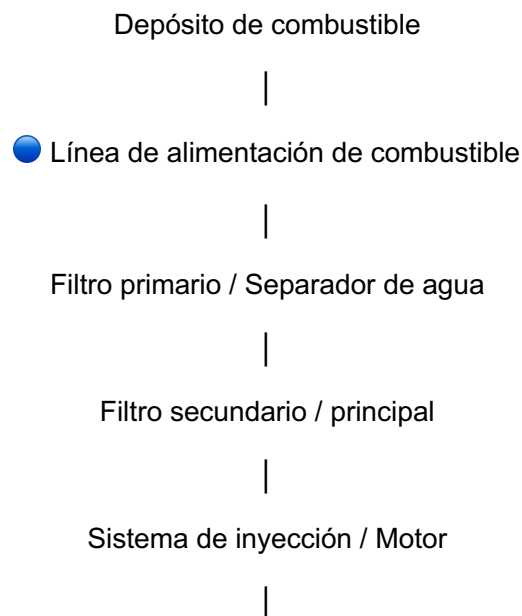 Depósito de combustible
|
🔵 Línea de alimentación de combustible
|
Filtro primario / Separador de agua
|
Filtro secundario / principal
|
Sistema de inyección / Motor
|